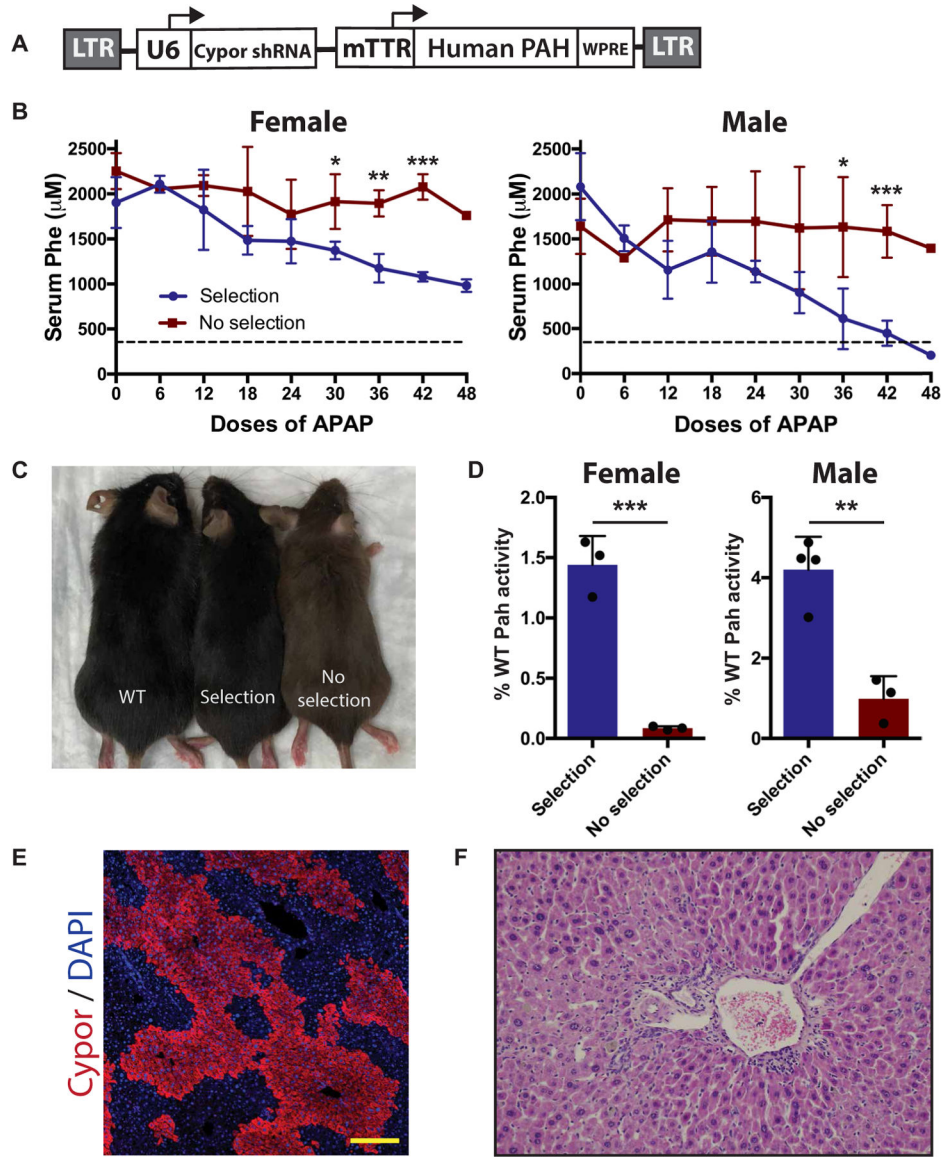 A
LTR U6 Cypor shRNA mTTR Human PAH WPRE LTR
B
Female
Serum Phe (μM)
2500
2000
1500
1000
500
0
* ** ***
Selection
No selection
0 6 12 18 24 30 36 42 48
Doses of APAP
Male
Serum Phe (μM)
2500
2000
1500
1000
500
0
* ***
0 6 12 18 24 30 36 42 48
Doses of APAP
C
WT
Selection
No
selection
D
Female
% WT Pah activity
2.0
1.5
1.0
0.5
0.0
***
Selection
No selection
Male
% WT Pah activity
6
4
2
0
**
Selection
No selection
E
Cypor / DAPI
F